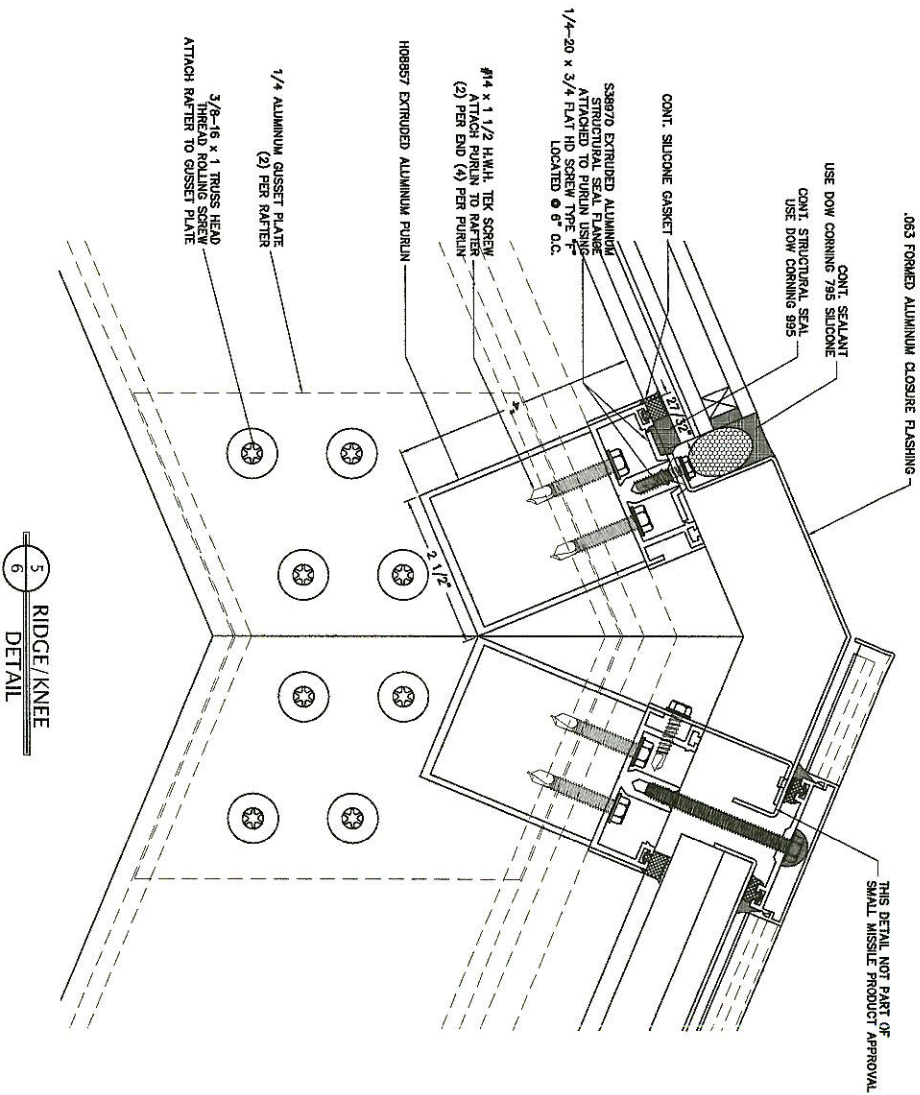 .063 FORMED ALUMINUM CLOSURE FLASHING
CONT. SEALANT
USE DOW CORNING 795 SILICONE
CONT. STRUCTURAL SEAL
USE DOW CORNING 995
CONT. SILICONE GASKET
S38970 EXTRUDED ALUMINUM
STRUCTURAL SEAL FLANGE
ATTACHED TO PURLIN USING
1/4-20 x 3/4 FLAT HD SCREW TYPE "F"
LOCATED @ 6" O.C.
#14 x 1 1/2 H.W.H. TEK SCREW
ATTACH PURLIN TO RAFTER
(2) PER END (4) PER PURLIN
H08857 EXTRUDED ALUMINUM PURLIN
1/4 ALUMINUM GUSSET PLATE
(2) PER RAFTER
3/8-16 x 1 TRUSS HEAD
THREAD ROLLING SCREW
ATTACH RAFTER TO GUSSET PLATE
27/32"
4"
2 1/2"
THIS DETAIL NOT PART OF
SMALL MISSILE PRODUCT APPROVAL
5
6
RIDGE/KNEE
DETAIL